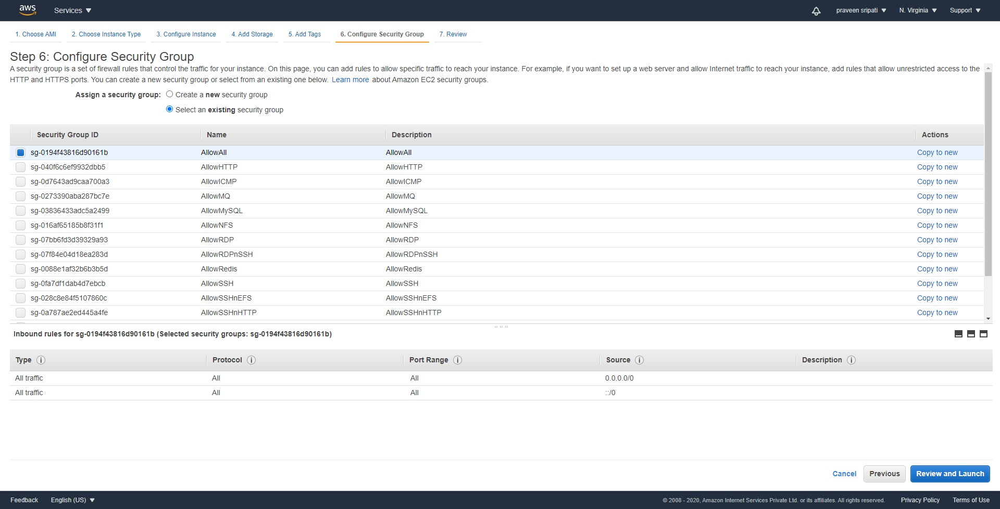 aws Services praveen sripati N. Virginia Support
1. Choose AMI 2. Choose Instance Type 3. Configure Instance 4. Add Storage 5. Add Tags 6. Configure Security Group 7. Review
Step 6: Configure Security Group
A security group is a set of firewall rules that control the traffic for your instance. On this page, you can add rules to allow specific traffic to reach your instance. For example, if you want to set up a web server and allow Internet traffic to reach your instance, add rules that allow unrestricted access to the
HTTP and HTTPS ports. You can create a new security group or select from an existing one below. Learn more about Amazon EC2 security groups.
Assign a security group: Create a new security group
Select an existing security group
Security Group ID Name Description Actions
sg-0194f43816d90161b AllowAll AllowAll Copy to new
sg-040f6c6ef9932dbb5 AllowHTTP AllowHTTP Copy to new
sg-0d7643ad9caa700a3 AllowICMP AllowICMP Copy to new
sg-0273390aba287bc7e AllowMQ AllowMQ Copy to new
sg-03836433adc5a2499 AllowMySQL AllowMySQL Copy to new
sg-016af65185b8f31f1 AllowNFS AllowNFS Copy to new
sg-07bb6fd3d39329a93 AllowRDP AllowRDP Copy to new
sg-07f84e04d18ea283d AllowRDPnSSH AllowRDPnSSH Copy to new
sg-0088e1af32b6b3b5d AllowRedis AllowRedis Copy to new
sg-0fa7df1dab4d7ebcb AllowSSH AllowSSH Copy to new
sg-028c8e84f5107860c AllowSSHnEFS AllowSSHnEFS Copy to new
sg-0a787ae2ed445a4fe AllowSSHnHTTP AllowSSHnHTTP Copy to new
Inbound rules for sg-0194f43816d90161b (Selected security groups: sg-0194f43816d90161b)
Type i Protocol i Port Range i Source i Description i
All traffic All All 0.0.0.0/0
All traffic All All ::/0
Cancel Previous Review and Launch
Feedback English (US) © 2008 - 2020, Amazon Internet Services Private Ltd. or its affiliates. All rights reserved. Privacy Policy Terms of Use